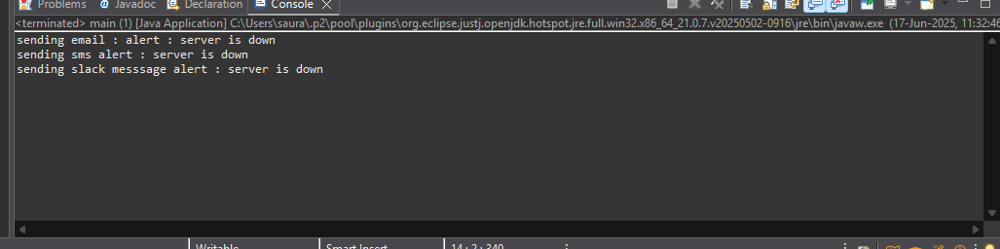 Problems @ Javadoc Declaration Console
<terminated> main (1) [Java Application] C:\Users\saura\.p2\pool\plugins\org.eclipse.justj.openjdk.hotspot.jre.full.win32.x86_64_21.0.7.v20250502-0916\jre\bin\javaw.exe (17-Jun-2025, 11:32:46
sending email : alert : server is down
sending sms alert : server is down
sending slack messsage alert : server is down
Writable Smart Insert 14 : 2 : 340